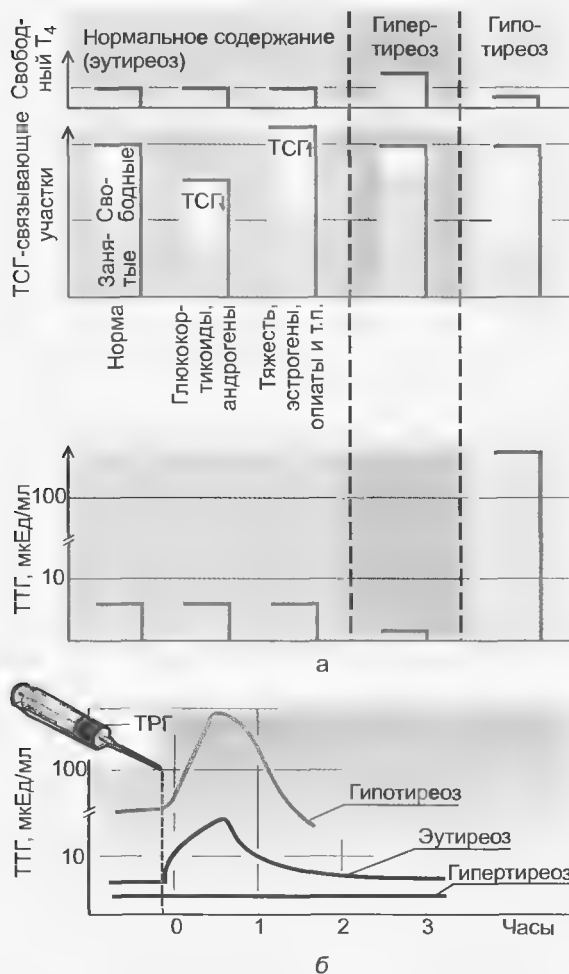 Свобод-
ный Т₄
Нормальное содержание
(эутиреоз)
Гипер-
тиреоз
Гипо-
тиреоз
ТСГ-связывающие
участки
Заня-
тые
Сво-
бодные
ТСГ↓
ТСГ↑
Норма
Глюкокор-
тикоиды,
андрогены
Тяжесть,
эстрогены,
опиаты и т.п.
ТТГ, мкЕд/мл
100
10
а
ТТГ, мкЕд/мл
ТРГ
100
10
Гипотиреоз
Эутиреоз
Гипертиреоз
0
1
2
3
Часы
б